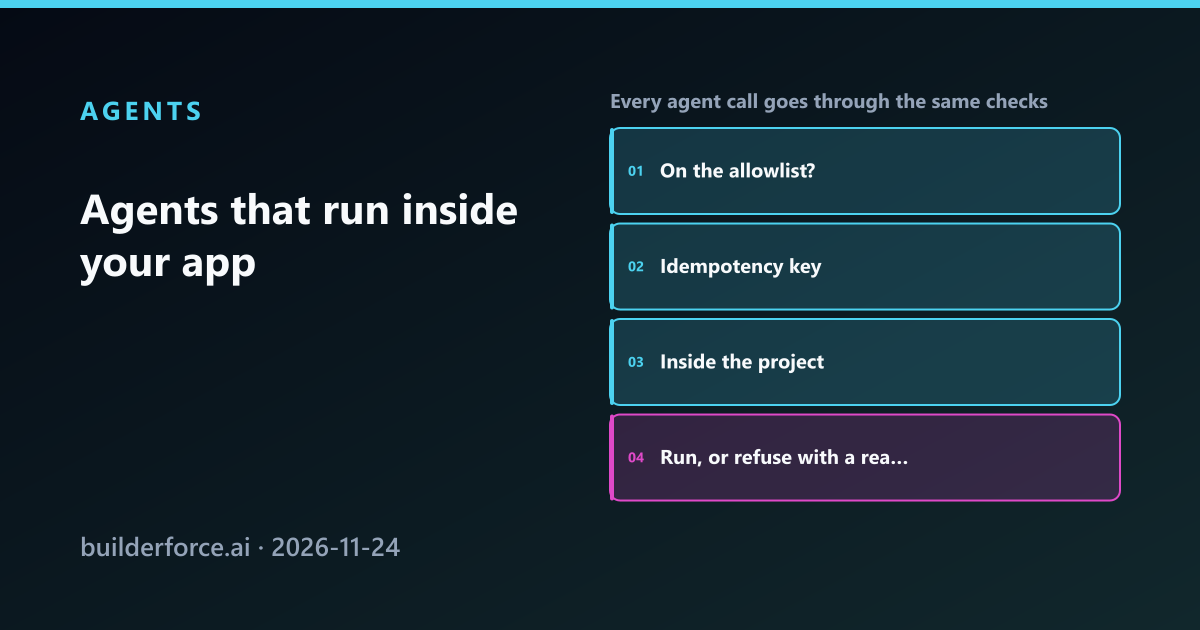 AGENTS
Agents that run inside
your app
builderforce.ai · 2026-11-24
Every agent call goes through the same checks
01 On the allowlist?
02 Idempotency key
03 Inside the project
04 Run, or refuse with a rea…